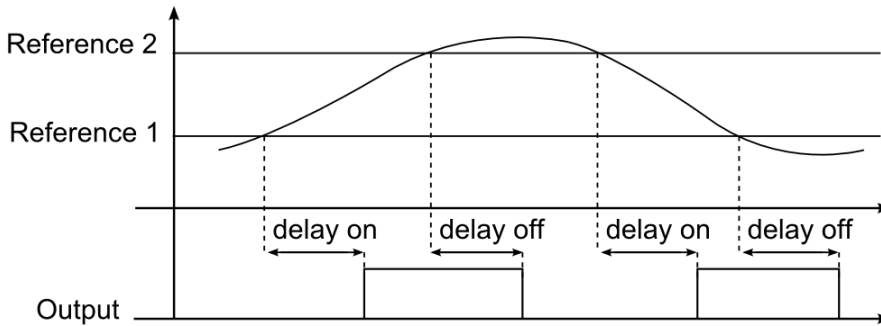 Reference 2
Reference 1
delay on delay off delay on delay off
Output